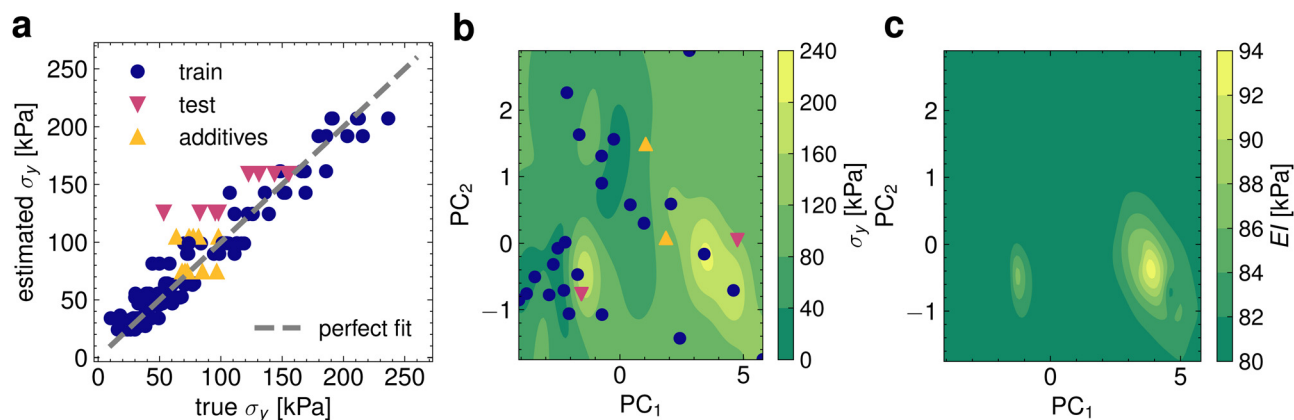 a
estimated σy [kPa]
250
200
150
100
50
0
train
test
additives
perfect fit
0 50 100 150 200 250
true σy [kPa]
b
PC2
2
1
0
−1
0 5
PC1
240
200
160
120
80
40
0
σy [kPa]
c
PC2
2
1
0
−1
0 5
PC1
94
92
90
88
86
84
82
80
EI [kPa]